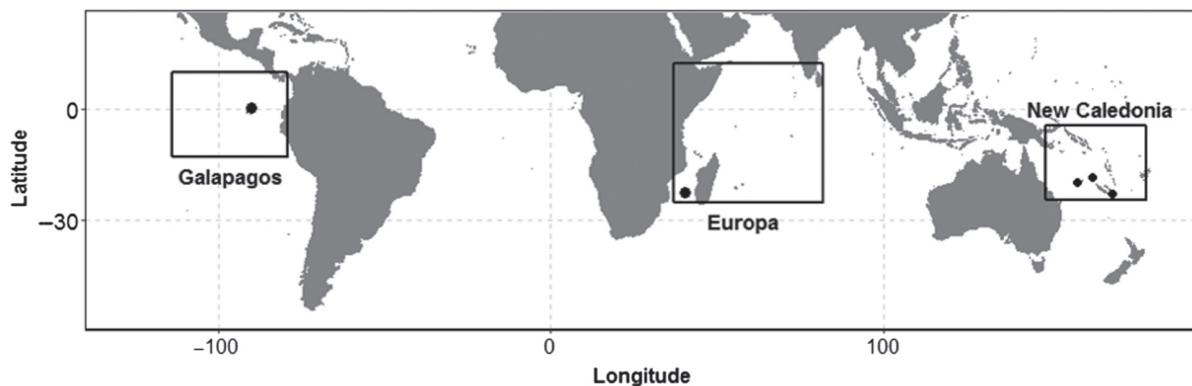 New Caledonia
Galapagos
Europa
Latitude
0
–30
–100
0
100
Longitude